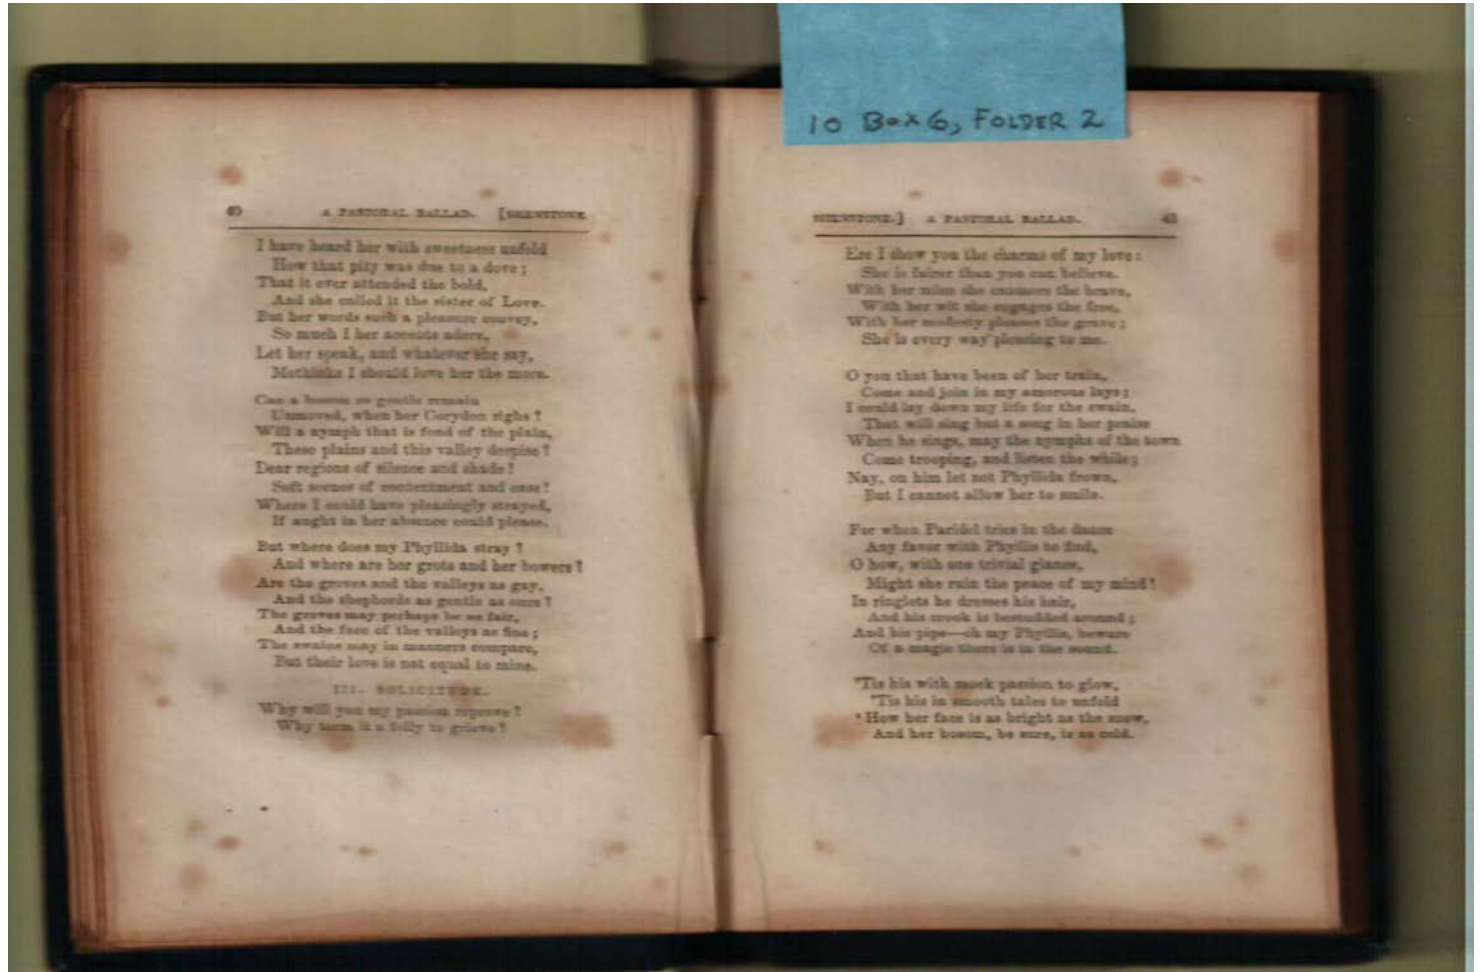 10 BOX 6, FOLDER 2
40 A PASTORAL BALLAD. [SHENSTONE.
I have heard her with sweetness unfold
How that pity was due to a dove;
That it ever attended the bold,
And she called it the sister of Love.
But her words such a pleasure convey,
So much I her accents adore,
Let her speak, and whatever she say,
Methinks I should love her the more.
Can a bosom so gentle remain
Unmoved, when her Corydon sighs?
Will a nymph that is fond of the plain,
These plains and this valley despise?
Dear regions of silence and shade!
Soft scenes of contentment and ease!
Where I could have pleasingly strayed,
If aught in her absence could please.
But where does my Phyllida stray?
And where are her grots and her bowers?
Are the groves and the valleys as gay,
And the shepherds as gentle as ours?
The groves may perhaps be as fair,
And the face of the valleys as fine;
The swains may in manners compare,
But their love is not equal to mine.
III. SOLICITUDE.
Why will you my passion reprove?
Why term it a folly to grieve?
SHENSTONE.] A PASTORAL BALLAD. 41
Ere I show you the charms of my love:
She is fairer than you can believe.
With her mien she enamors the brave,
With her wit she engages the free,
With her modesty pleases the grave;
She is every way pleasing to me.
O you that have been of her train,
Come and join in my amorous lays;
I could lay down my life for the swain,
That will sing but a song in her praise
When he sings, may the nymphs of the town
Come trooping, and listen the while;
Nay, on him let not Phyllida frown,
But I cannot allow her to smile.
For when Paridel tries in the dance
Any favor with Phyllis to find,
O how, with one trivial glance,
Might she ruin the peace of my mind!
In ringlets he dresses his hair,
And his crook is bestudded around;
And his pipe—oh my Phyllis, beware
Of a magic there is in the sound.
'Tis his with mock passion to glow,
'Tis his in smooth tales to unfold
How her face is as bright as the snow,
And her bosom, be sure, is as cold.